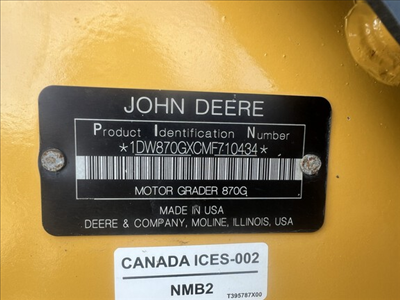 JOHN DEERE
Product Identification Number
*1DW870GXCMF710434*
MOTOR GRADER 870G
MADE IN USA
DEERE & COMPANY, MOLINE, ILLINOIS, USA
CANADA ICES-002
NMB2
T395787X00